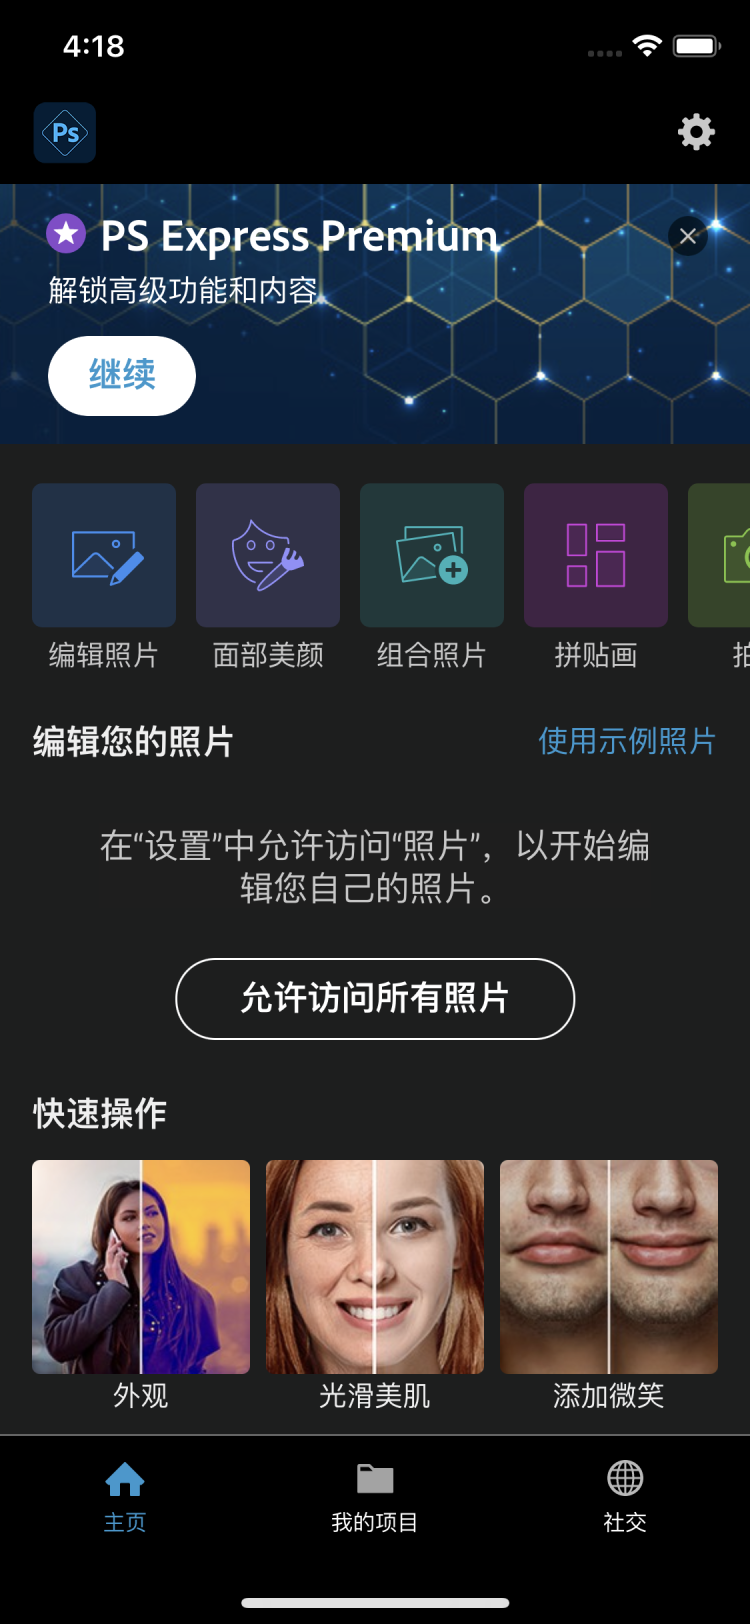 4:18
Ps
PS Express Premium
解锁高级功能和内容
继续
编辑照片
面部美颜
组合照片
拼贴画
拍
编辑您的照片
使用示例照片
在“设置”中允许访问“照片”，以开始编
辑您自己的照片。
允许访问所有照片
快速操作
外观
光滑美肌
添加微笑
主页
我的项目
社交